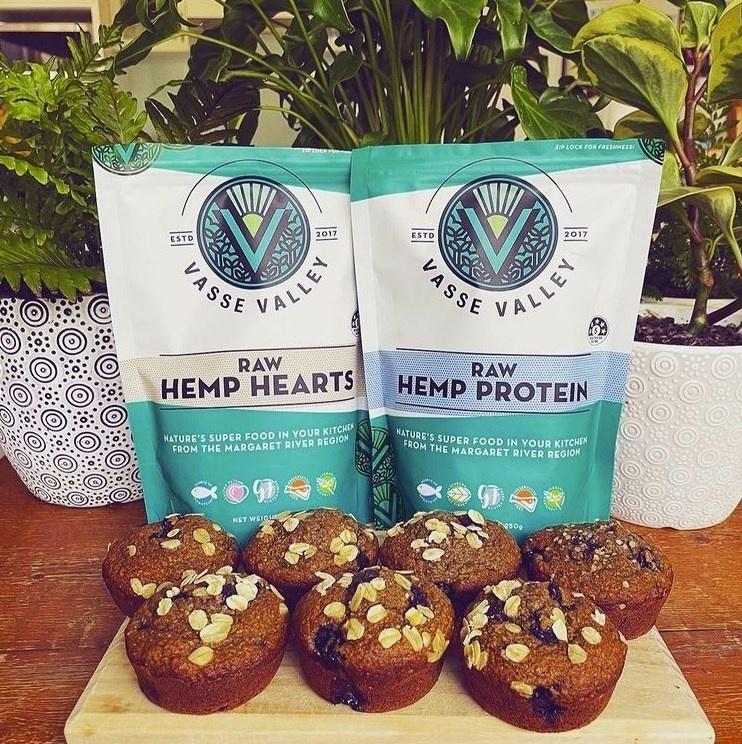 ZIP LOCK FOR FRESHNESS!
ESTD 2017
VASSE VALLEY
RAW
HEMP HEARTS
NATURE'S SUPER FOOD IN YOUR KITCHEN
FROM THE MARGARET RIVER REGION
ESTD 2017
VASSE VALLEY
RAW
HEMP PROTEIN
NATURE'S SUPER FOOD IN YOUR KITCHEN
FROM THE MARGARET RIVER REGION
250g